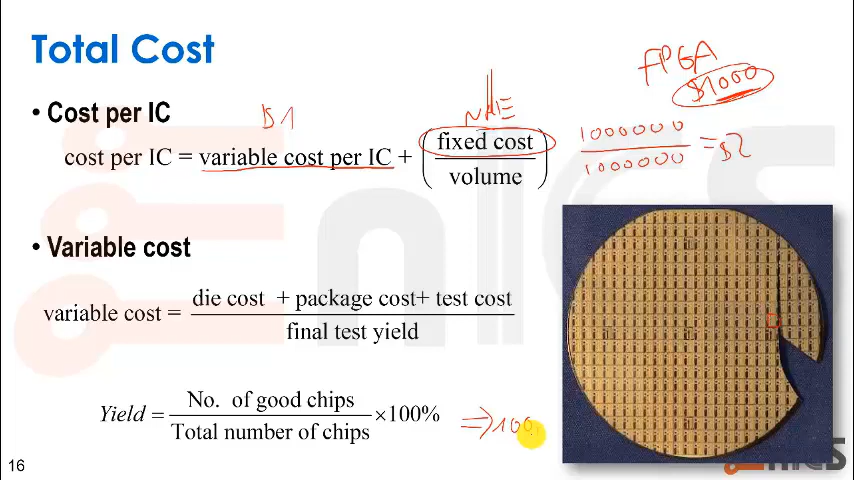 Total Cost
FPGA
$1000
• Cost per IC
$1
NRE
cost per IC = variable cost per IC + ( fixed cost / volume )
1000000 / 1000000 = $2
• Variable cost
variable cost = die cost + package cost+ test cost / final test yield
Yield = No. of good chips / Total number of chips ×100%
⇒100
16
enics